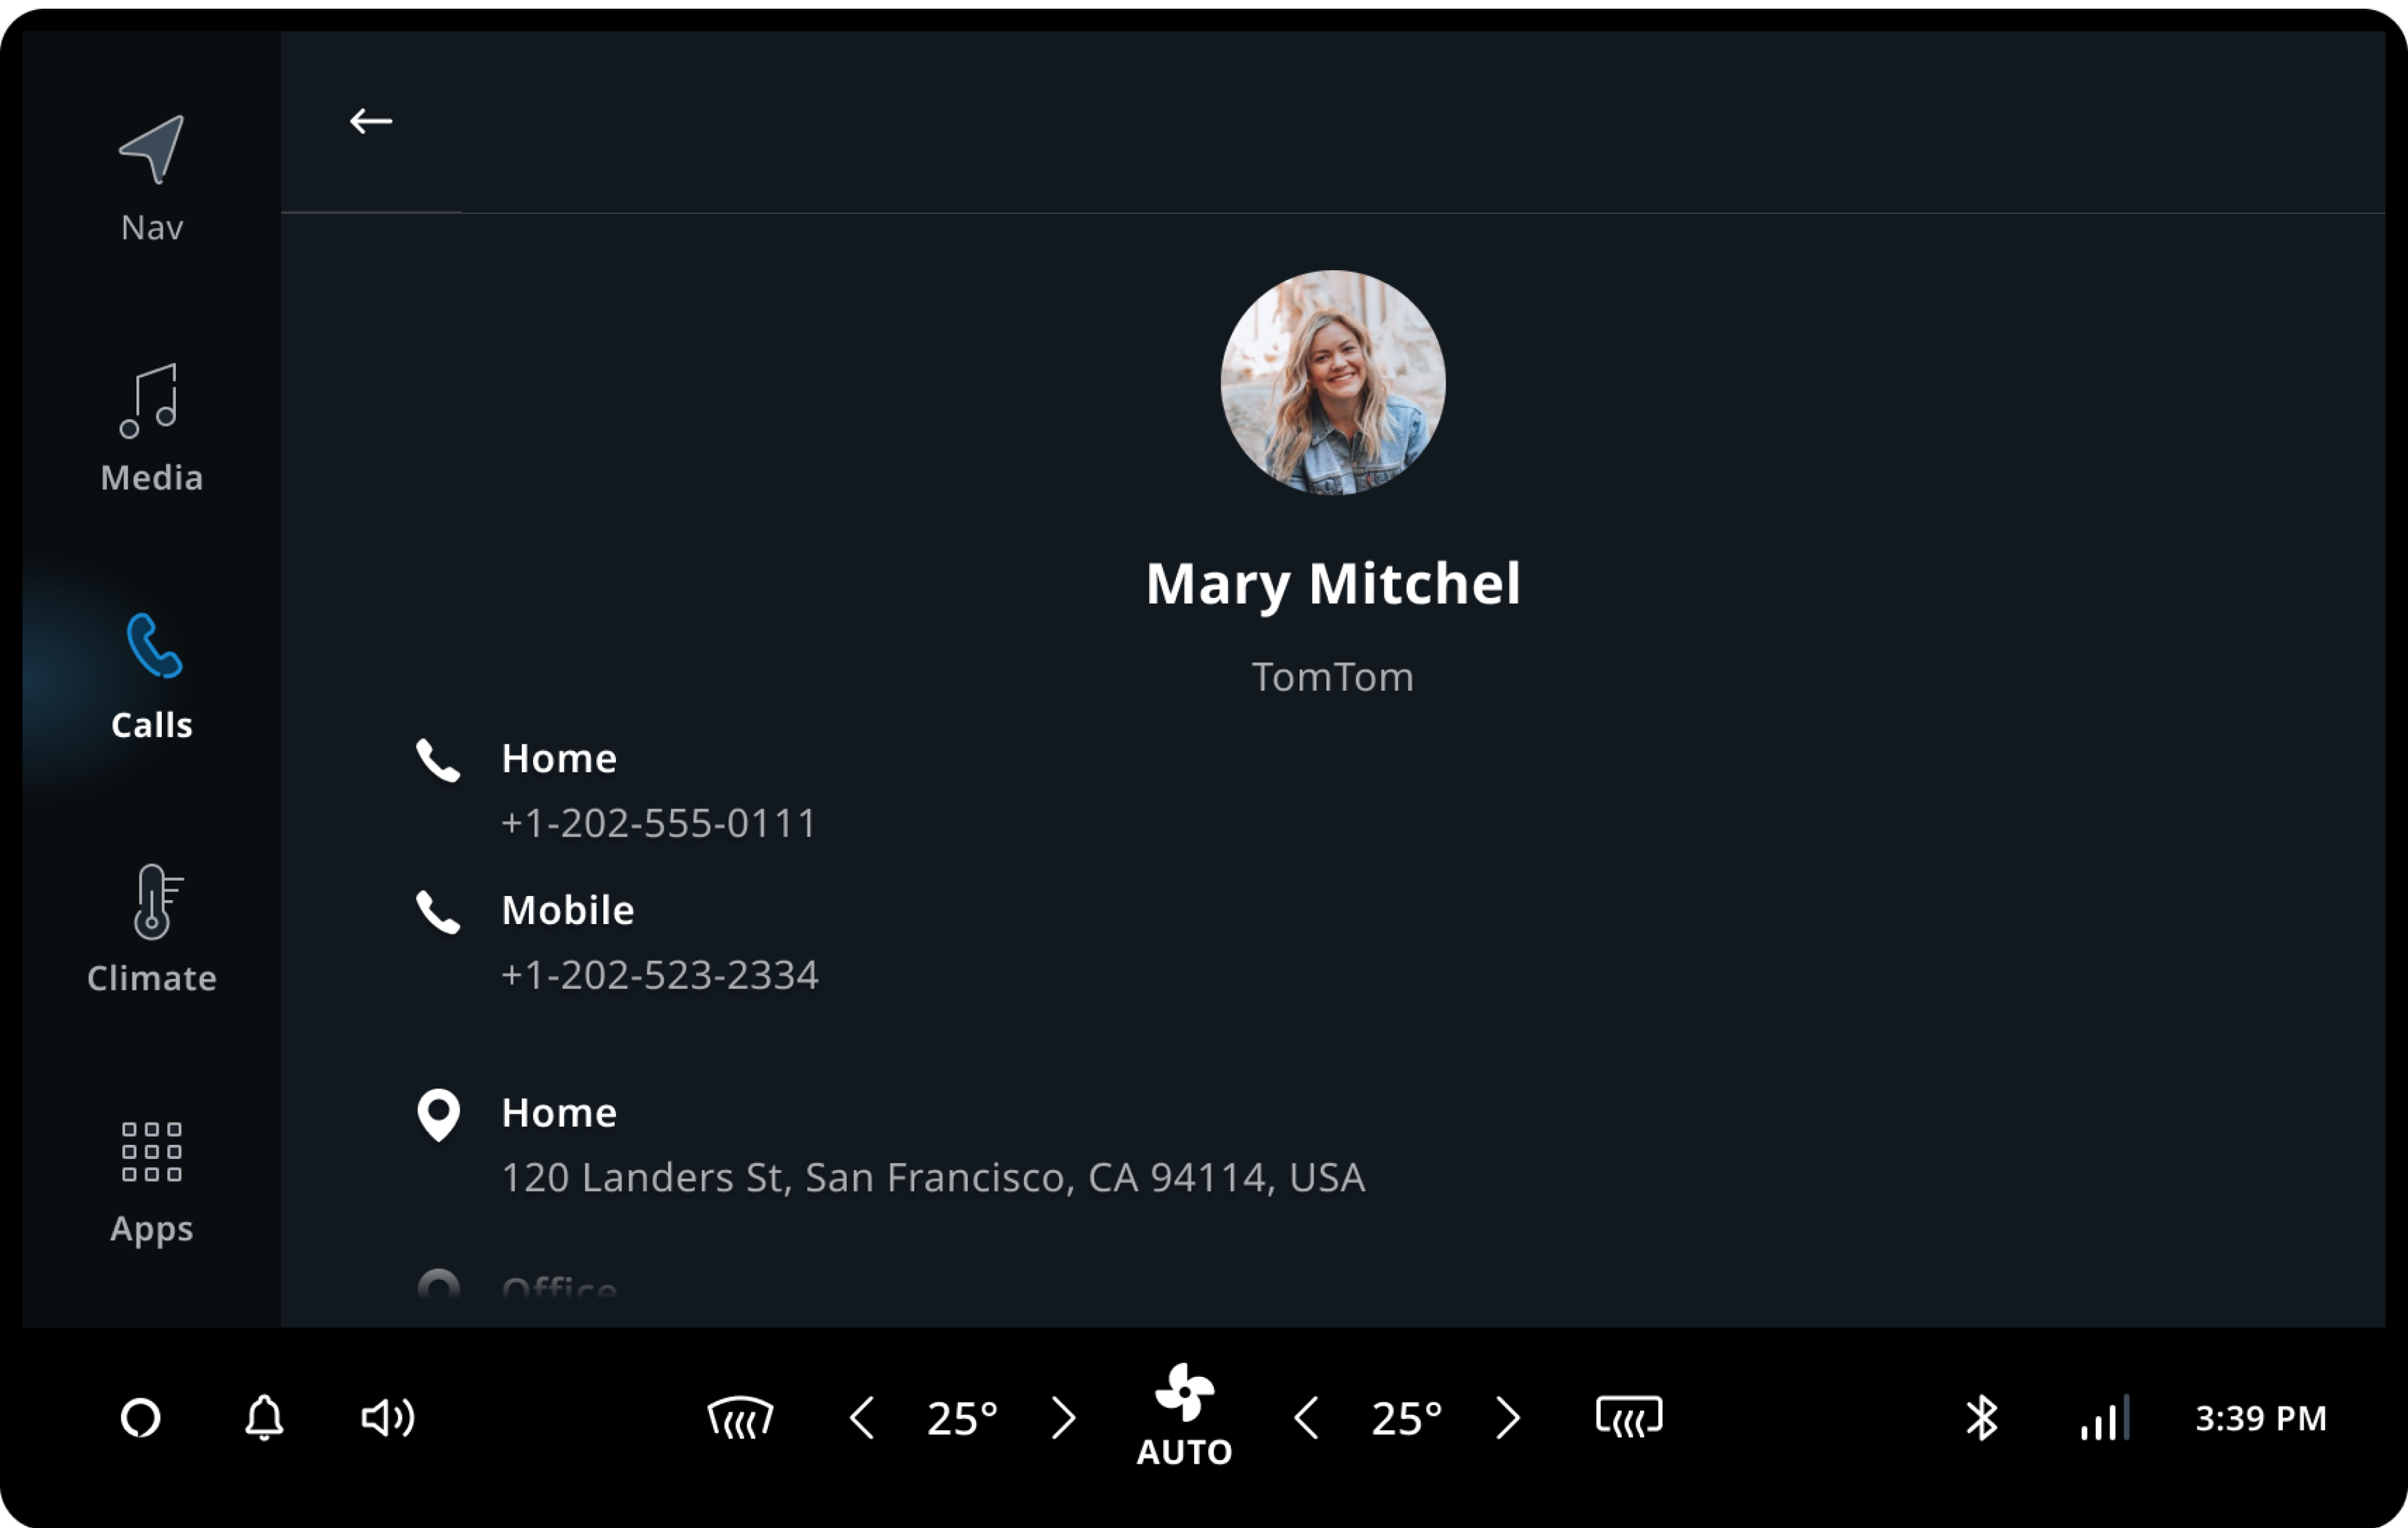 Nav
Media
Calls
Climate
Apps
Mary Mitchel
TomTom
Home
+1-202-555-0111
Mobile
+1-202-523-2334
Home
120 Landers St, San Francisco, CA 94114, USA
Office
25°
AUTO
25°
3:39 PM